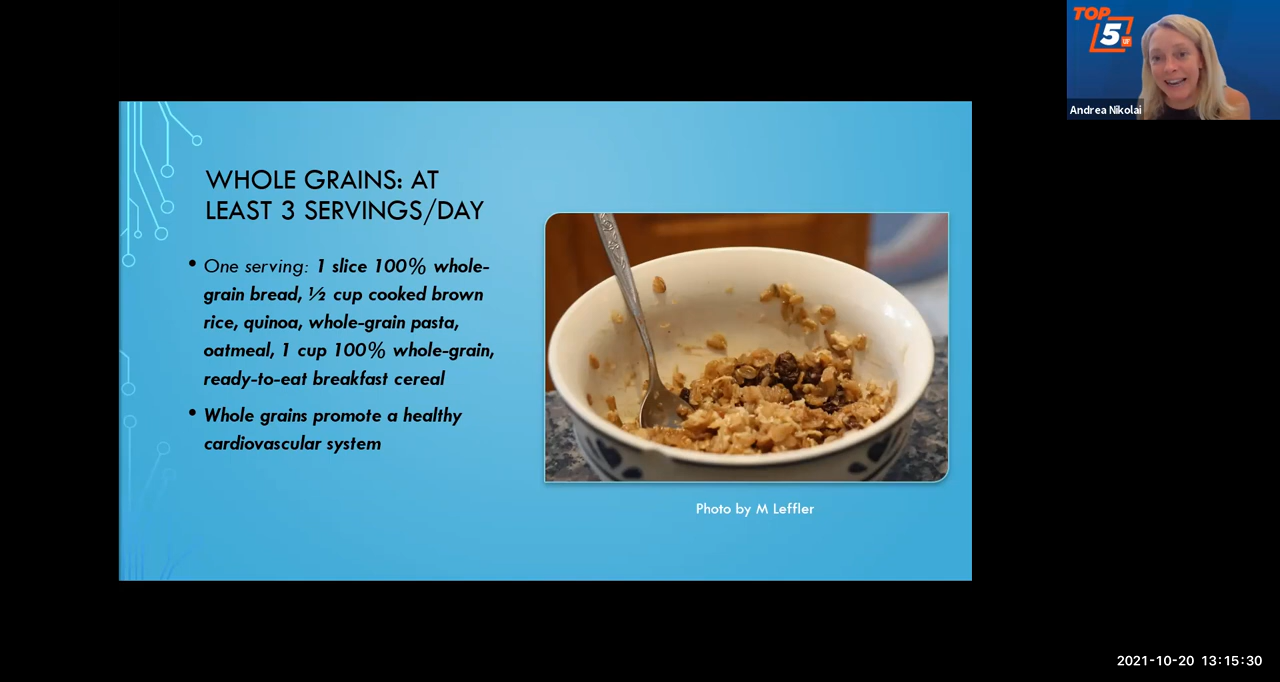 TOP
5
UF
Andrea Nikolai
WHOLE GRAINS: AT
LEAST 3 SERVINGS/DAY
• One serving: 1 slice 100% whole-
grain bread, ½ cup cooked brown
rice, quinoa, whole-grain pasta,
oatmeal, 1 cup 100% whole-grain,
ready-to-eat breakfast cereal
• Whole grains promote a healthy
cardiovascular system
Photo by M Leffler
2021-10-20 13:15:30